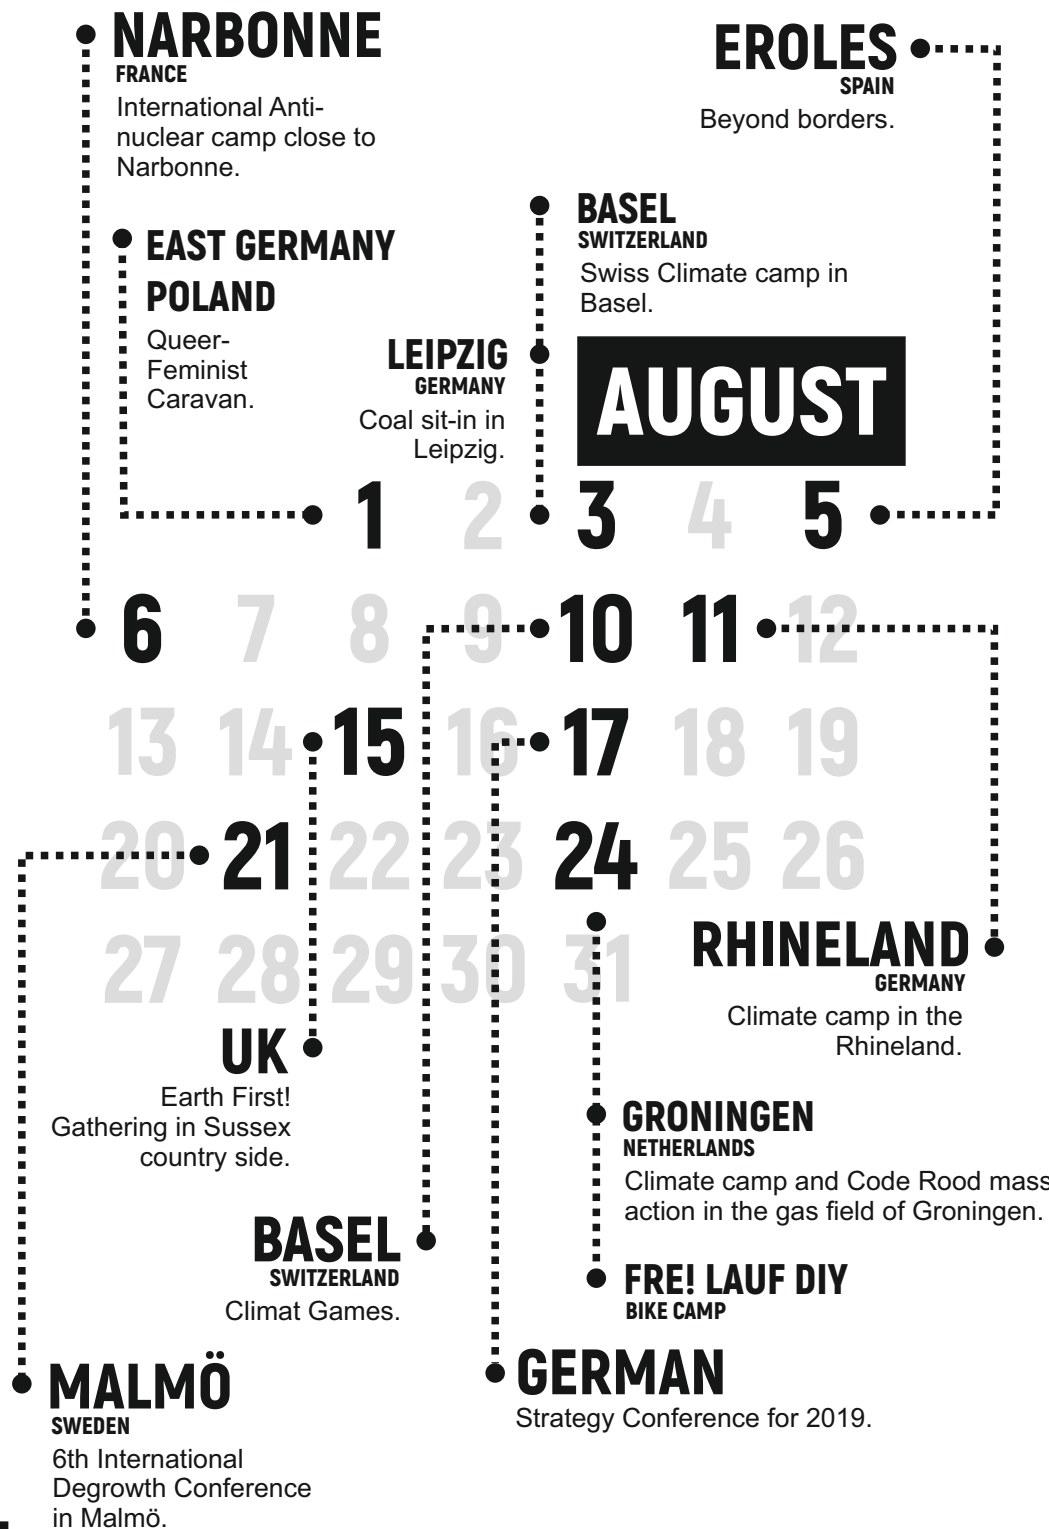 NARBONNE
FRANCE
International Anti-
nuclear camp close to
Narbonne.
EROLES
SPAIN
Beyond borders.
BASEL
SWITZERLAND
Swiss Climate camp in
Basel.
EAST GERMANY
POLAND
Queer-
Feminist
Caravan.
LEIPZIG
GERMANY
Coal sit-in in
Leipzig.
AUGUST
1 2 3 4 5
6 7 8 9 10 11 12
13 14 15 16 17 18 19
20 21 22 23 24 25 26
27 28 29 30 31
RHINELAND
GERMANY
Climate camp in the
Rhineland.
UK
Earth First!
Gathering in Sussex
country side.
GRONINGEN
NETHERLANDS
Climate camp and Code Rood mass
action in the gas field of Groningen.
BASEL
SWITZERLAND
Climat Games.
FRE! LAUF DIY
BIKE CAMP
GERMAN
Strategy Conference for 2019.
MALMÖ
SWEDEN
6th International
Degrowth Conference
in Malmö.